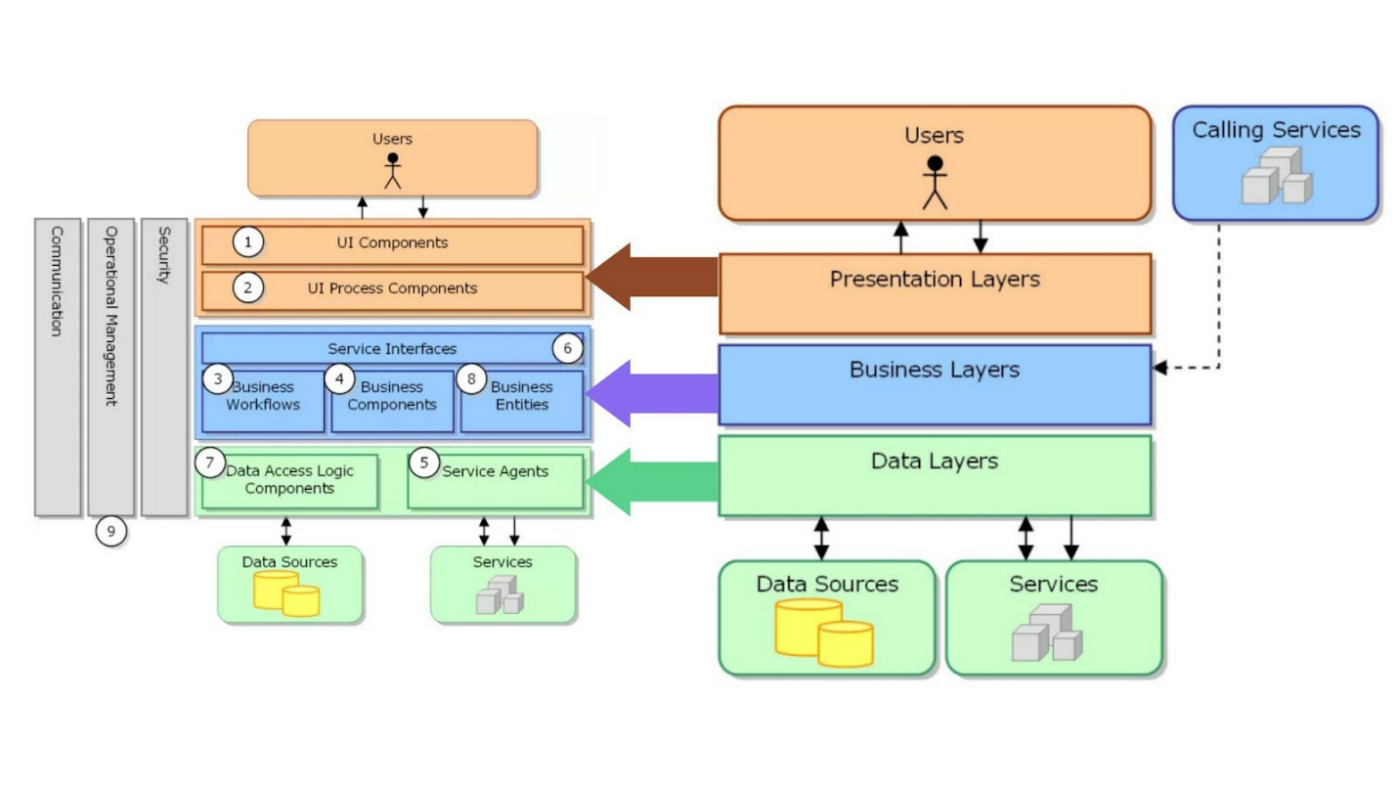 Users
Communication
Operational Management
Security
1
UI Components
2
UI Process Components
Service Interfaces
6
3
Business
Workflows
4
Business
Components
8
Business
Entities
7
Data Access Logic
Components
5
Service Agents
9
Data Sources
Services
Users
Calling Services
Presentation Layers
Business Layers
Data Layers
Data Sources
Services